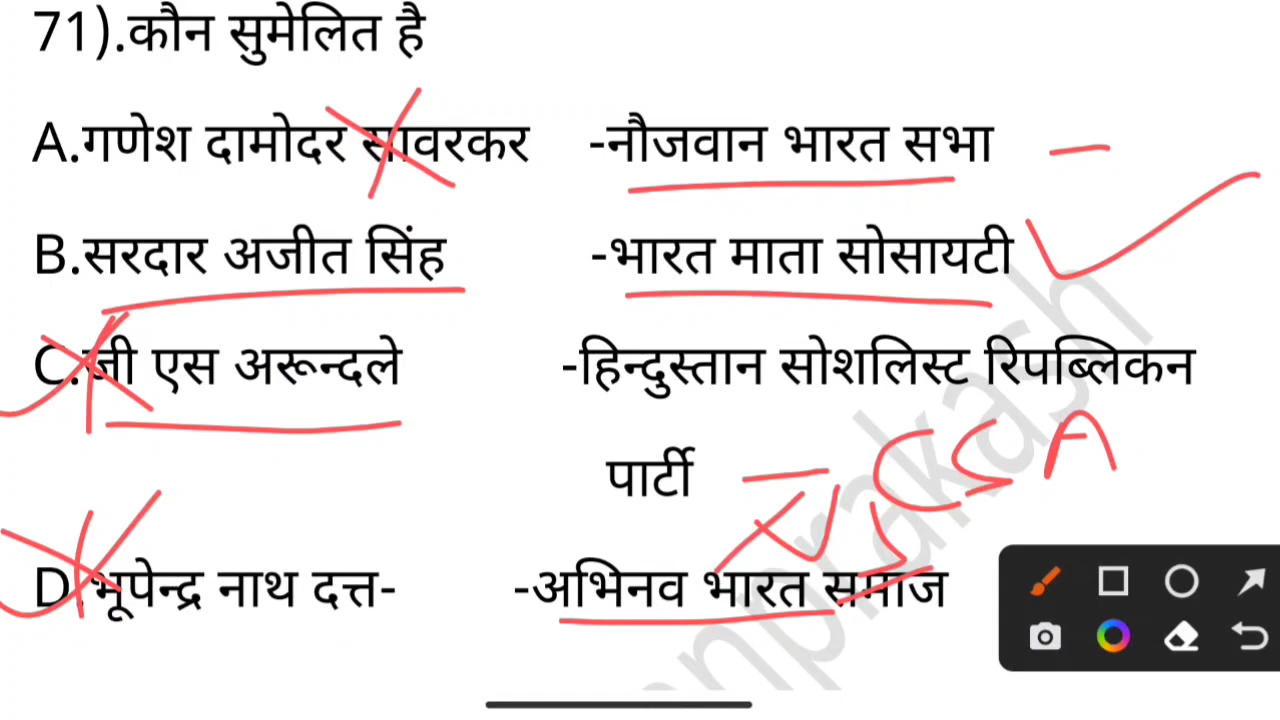 71).कौन सुमेलित है
A.गणेश दामोदर सावरकर -नौजवान भारत सभा
B.सरदार अजीत सिंह -भारत माता सोसायटी
C.जी एस अरून्दले -हिन्दुस्तान सोशलिस्ट रिपब्लिकन
पार्टी
D.भूपेन्द्र नाथ दत्त- -अभिनव भारत समाज